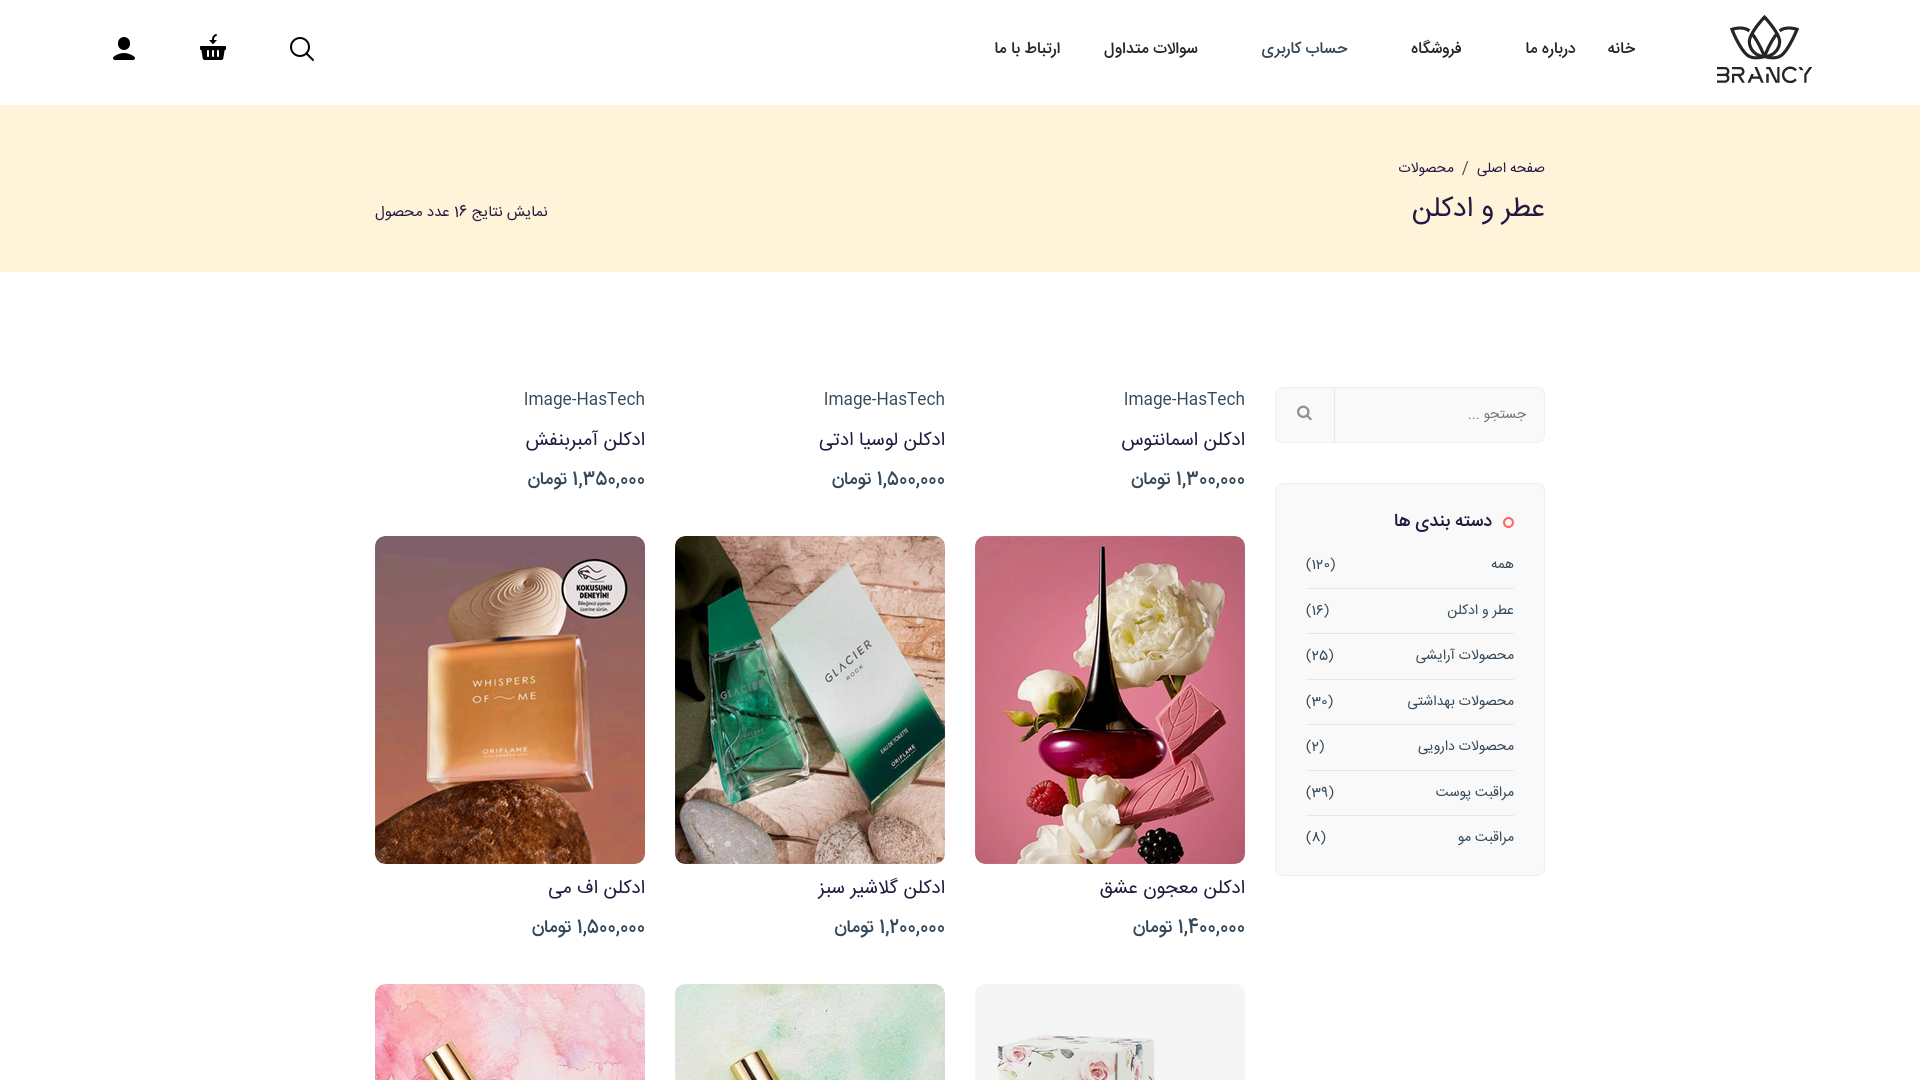 BRANCY
خانه
درباره ما
فروشگاه
حساب کاربری
سوالات متداول
ارتباط با ما
صفحه اصلی / محصولات
عطر و ادکلن
نمایش نتایج ۱۶ عدد محصول
جستجو ...
دسته بندی ها
همه (۱۲۰)
عطر و ادکلن (۱۶)
محصولات آرایشی (۲۵)
محصولات بهداشتی (۳۰)
محصولات دارویی (۲)
مراقبت پوست (۳۹)
مراقبت مو (۸)
Image-HasTech
ادکلن اسمانتوس
۱,۳۰۰,۰۰۰ تومان
Image-HasTech
ادکلن لوسیا ادتی
۱,۵۰۰,۰۰۰ تومان
Image-HasTech
ادکلن آمبربنفش
۱,۳۵۰,۰۰۰ تومان
ادکلن معجون عشق
۱,۴۰۰,۰۰۰ تومان
GLACIER
GLACIER
ROCK
EAU DE TOILETTE
ORIFLAME
ادکلن گلاشیر سبز
۱,۲۰۰,۰۰۰ تومان
KOKUSUNU
DENEYİN!
Bileğinizi şişenin
üzerine sürün.
WHISPERS
OF ME
ORIFLAME
ادکلن اف می
۱,۵۰۰,۰۰۰ تومان